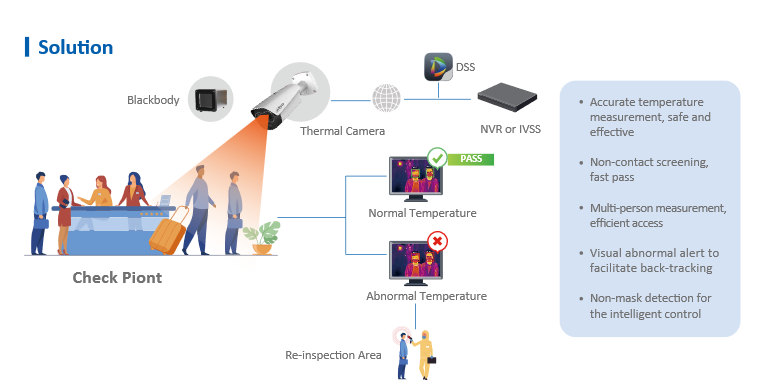 Solution
DSS
Blackbody
Thermal Camera
NVR or IVSS
PASS
Normal Temperature
Check Piont
Abnormal Temperature
Re-inspection Area
• Accurate temperature
measurement, safe and
effective
• Non-contact screening,
fast pass
• Multi-person measurement,
efficient access
• Visual abnormal alert to
facilitate back-tracking
• Non-mask detection for
the intelligent control